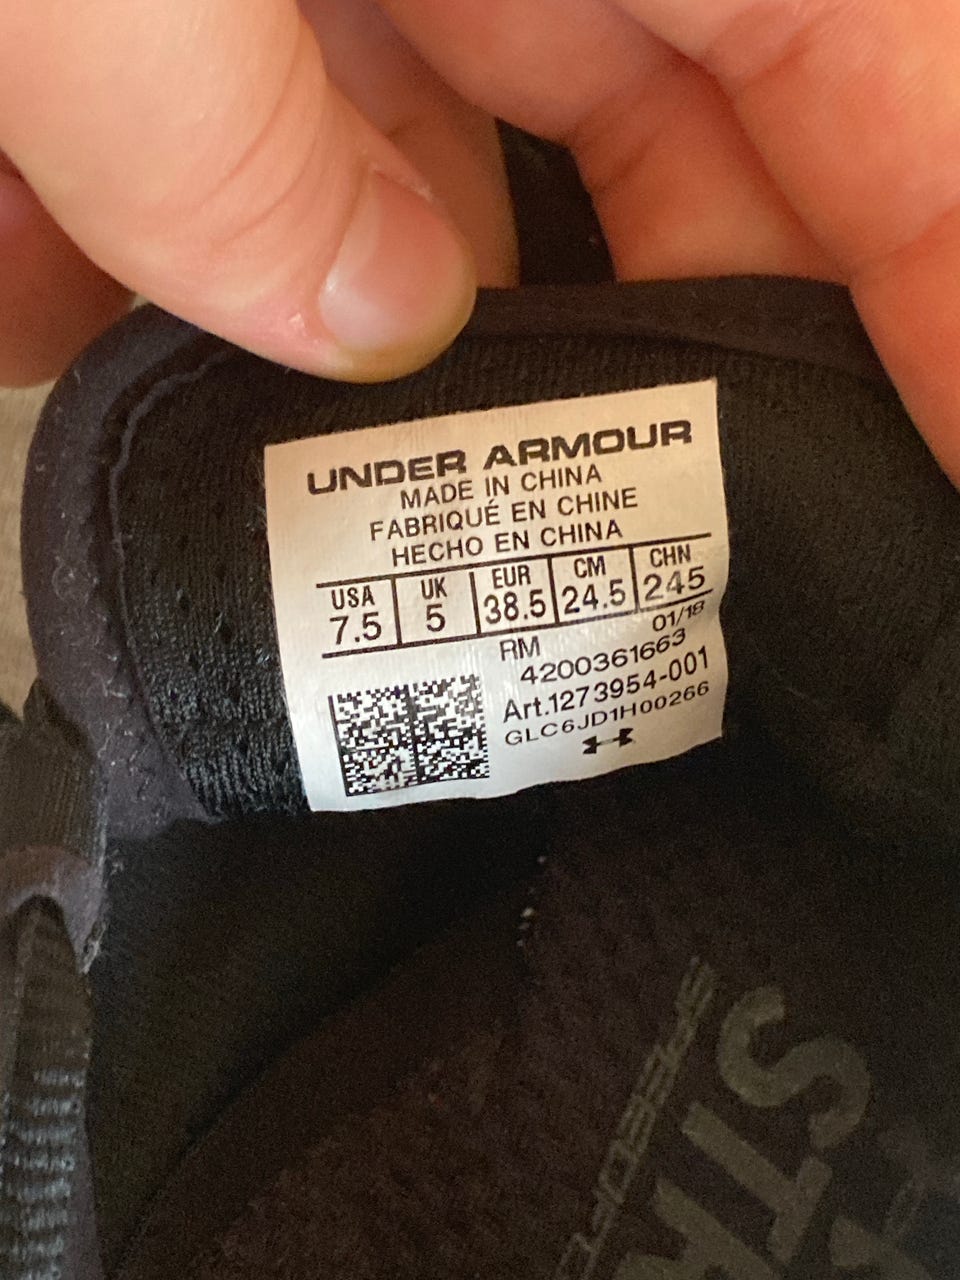 UNDER ARMOUR
MADE IN CHINA
FABRIQUÉ EN CHINE
HECHO EN CHINA
USA UK EUR CM CHN
7.5 5 38.5 24.5 245
RM 01/18
4200361663
Art.1273954-001
GLC6JD1H00266